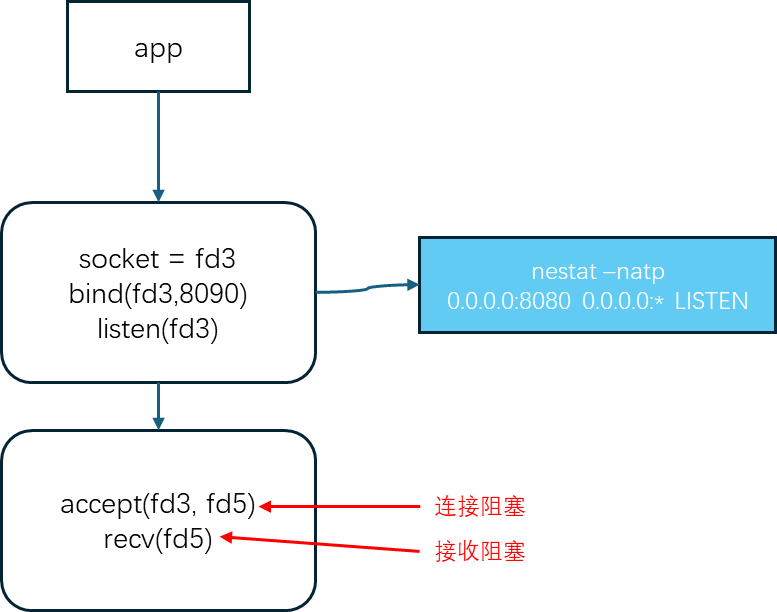 app
socket = fd3
bind(fd3,8090)
listen(fd3)
nestat –natp
0.0.0.0:8080 0.0.0.0:* LISTEN
accept(fd3, fd5)
连接阻塞
recv(fd5)
接收阻塞